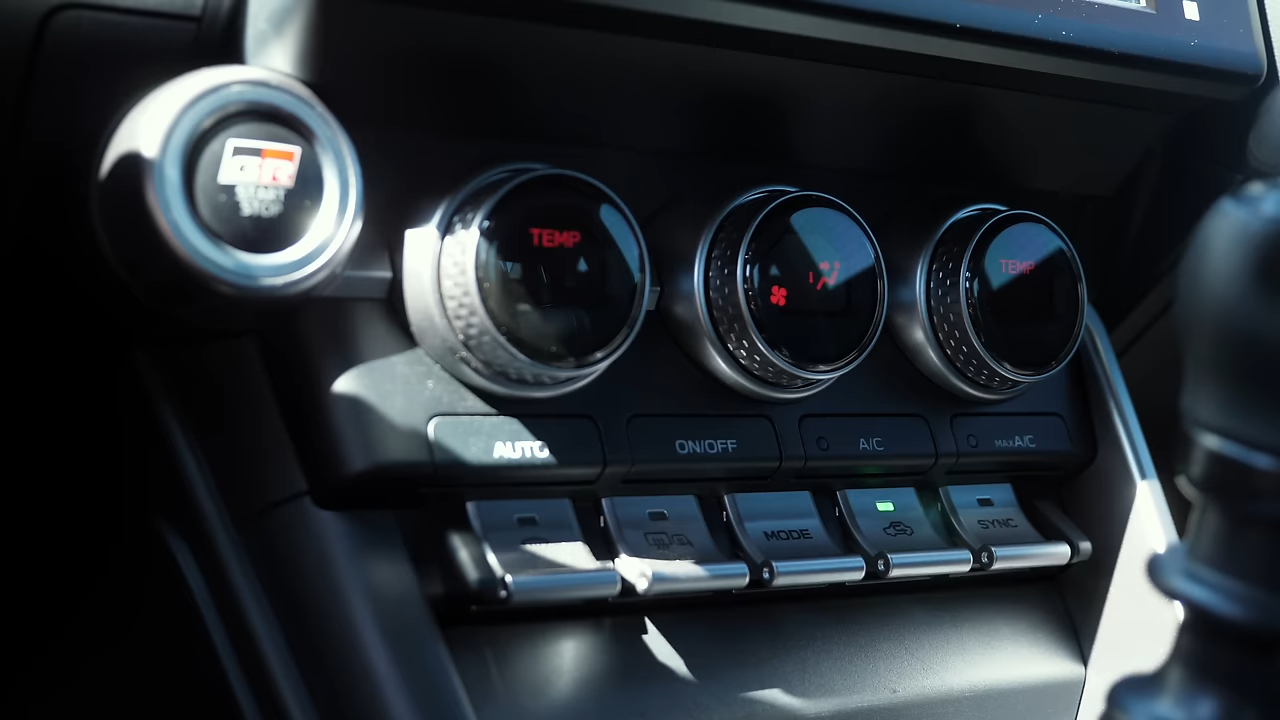 GR
START
STOP
TEMP
TEMP
AUTO
ON/OFF
A/C
MAX A/C
MODE
SYNC